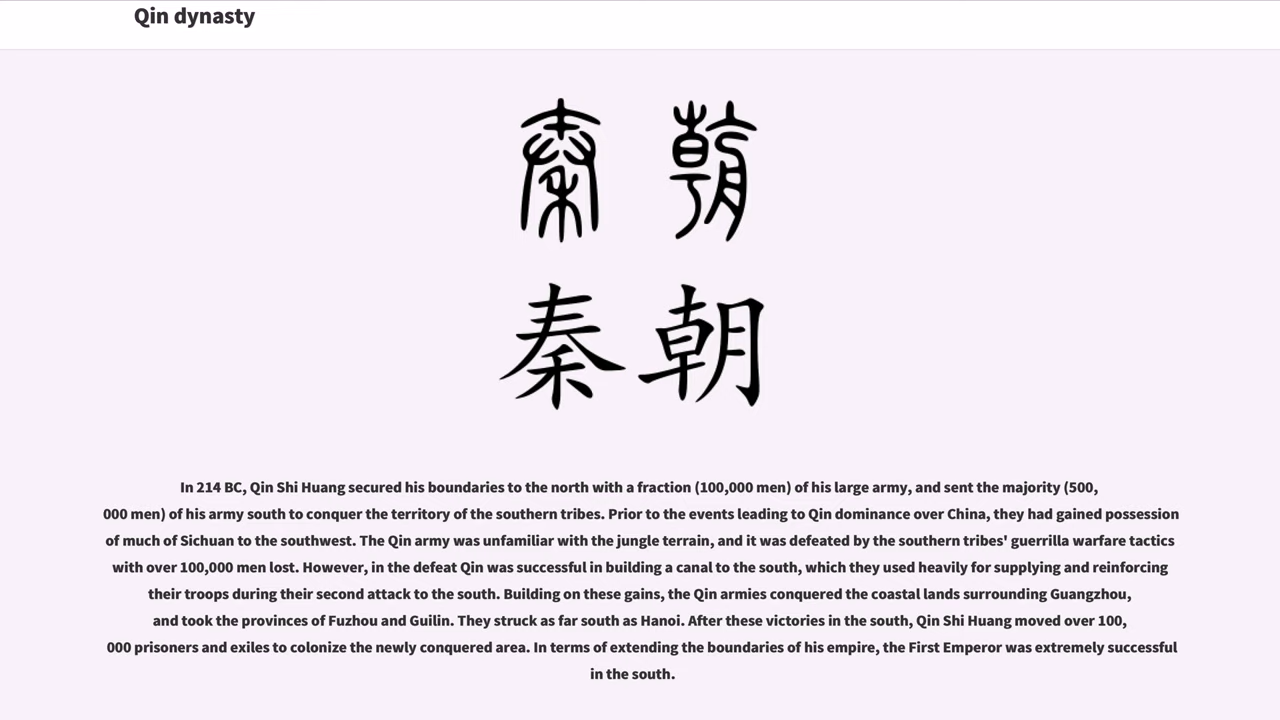 Qin dynasty
秦朝
秦朝
In 214 BC, Qin Shi Huang secured his boundaries to the north with a fraction (100,000 men) of his large army, and sent the majority (500,
000 men) of his army south to conquer the territory of the southern tribes. Prior to the events leading to Qin dominance over China, they had gained possession
of much of Sichuan to the southwest. The Qin army was unfamiliar with the jungle terrain, and it was defeated by the southern tribes' guerrilla warfare tactics
with over 100,000 men lost. However, in the defeat Qin was successful in building a canal to the south, which they used heavily for supplying and reinforcing
their troops during their second attack to the south. Building on these gains, the Qin armies conquered the coastal lands surrounding Guangzhou,
and took the provinces of Fuzhou and Guilin. They struck as far south as Hanoi. After these victories in the south, Qin Shi Huang moved over 100,
000 prisoners and exiles to colonize the newly conquered area. In terms of extending the boundaries of his empire, the First Emperor was extremely successful
in the south.